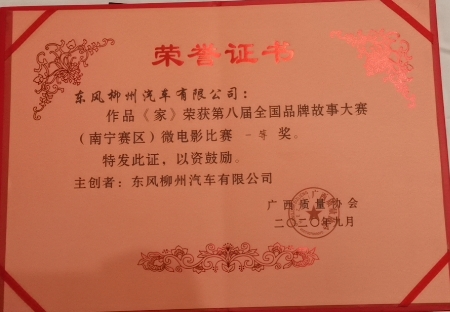 荣誉证书
东风柳州汽车有限公司：
作品《家》荣获第八届全国品牌故事大赛
（南宁赛区）微电影比赛 一等 奖。
特发此证，以资鼓励。
主创者：东风柳州汽车有限公司
广西质量协会
二〇二〇年九月